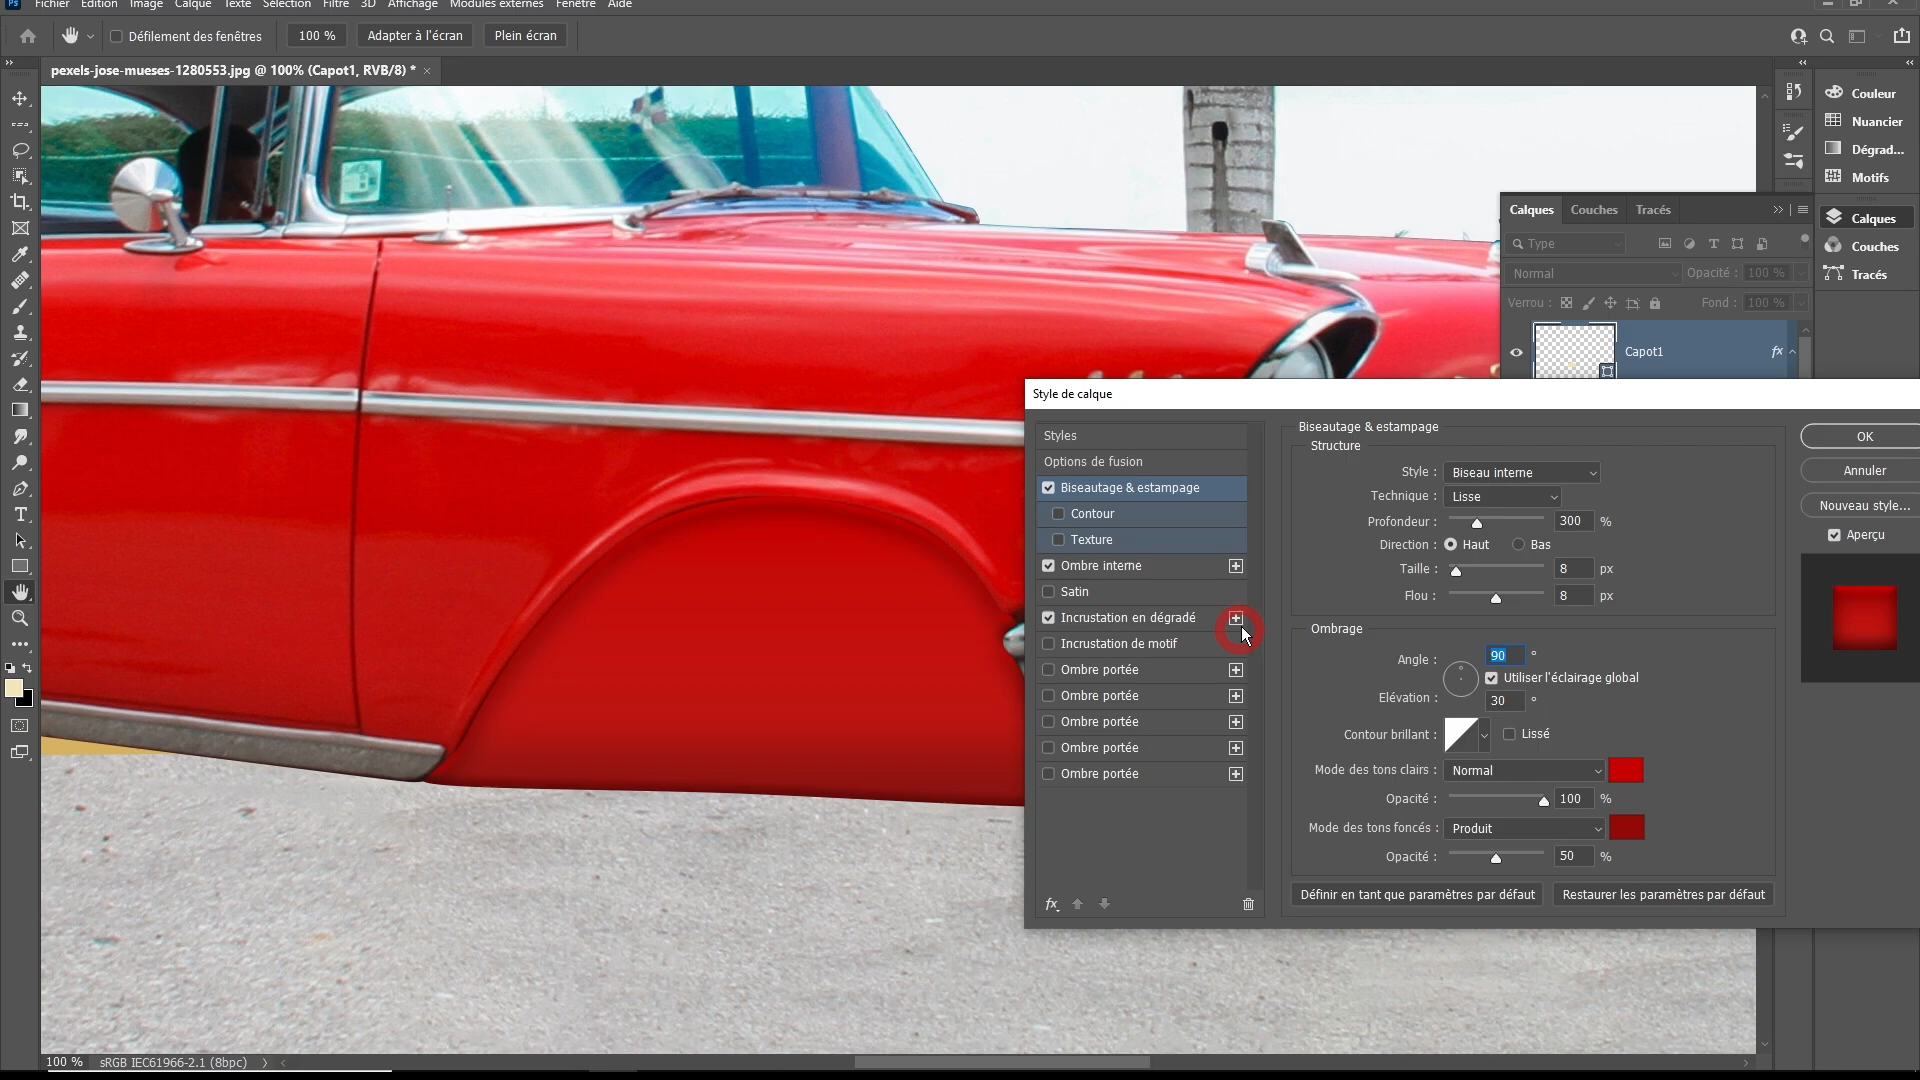 Ps Fichier Edition Image Calque Texte Sélection Filtre 3D Affichage Modules externes Fenêtre Aide
Défilement des fenêtres 100 % Adapter à l'écran Plein écran
pexels-jose-mueses-1280553.jpg @ 100% (Capot1, RVB/8) * ×
Couleur
Nuancier
Dégrad...
Motifs
Calques
Couches
Tracés
Calques Couches Tracés
Type
Normal Opacité : 100 %
Verrou : Fond : 100 %
Capot1 fx
Style de calque
Styles
Options de fusion
Biseautage & estampage
Contour
Texture
Ombre interne
Satin
Incrustation en dégradé
Incrustation de motif
Ombre portée
Ombre portée
Ombre portée
Ombre portée
Ombre portée
fx
Biseautage & estampage
Structure
Style : Biseau interne
Technique : Lisse
Profondeur : 300 %
Direction : Haut Bas
Taille : 8 px
Flou : 8 px
Ombrage
Angle : 90 °
Utiliser l'éclairage global
Elévation : 30 °
Contour brillant : Lissé
Mode des tons clairs : Normal
Opacité : 100 %
Mode des tons foncés : Produit
Opacité : 50 %
Définir en tant que paramètres par défaut Restaurer les paramètres par défaut
OK
Annuler
Nouveau style...
Aperçu
100 % sRGB IEC61966-2.1 (8bpc)